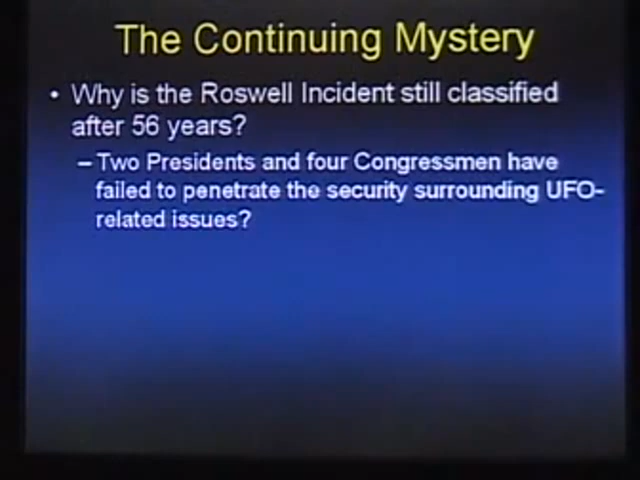 The Continuing Mystery
• Why is the Roswell Incident still classified
after 56 years?
– Two Presidents and four Congressmen have
failed to penetrate the security surrounding UFO-
related issues?